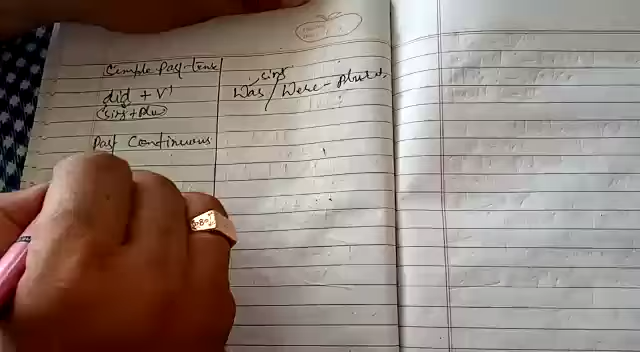 Simple Past-tense
did + V¹
sing + plu
Past Continuous
sing
Was / Were - plural